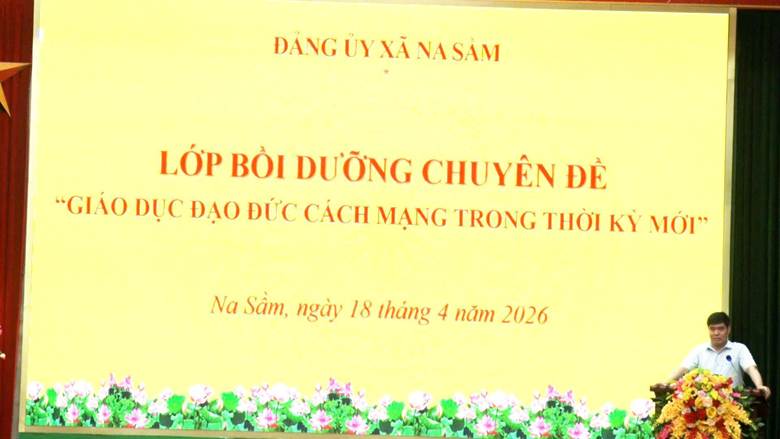 ĐẢNG ỦY XÃ NA SẦM
*
LỚP BỒI DƯỠNG CHUYÊN ĐỀ
“GIÁO DỤC ĐẠO ĐỨC CÁCH MẠNG TRONG THỜI KỲ MỚI”
Na Sầm, ngày 18 tháng 4 năm 2026